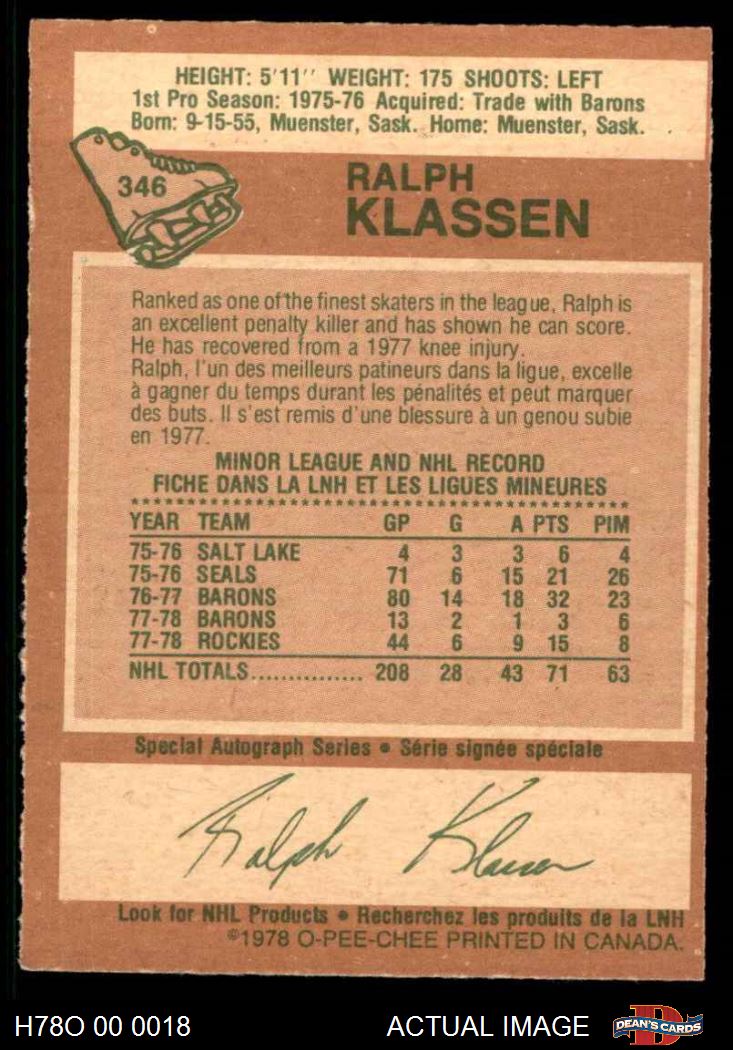 HEIGHT: 5'11'' WEIGHT: 175 SHOOTS: LEFT
1st Pro Season: 1975-76 Acquired: Trade with Barons
Born: 9-15-55, Muenster, Sask. Home: Muenster, Sask.
346
RALPH
KLASSEN
Ranked as one of the finest skaters in the league, Ralph is
an excellent penalty killer and has shown he can score.
He has recovered from a 1977 knee injury.
Ralph, l'un des meilleurs patineurs dans la ligue, excelle
à gagner du temps durant les pénalités et peut marquer
des buts. Il s'est remis d'une blessure à un genou subie
en 1977.
MINOR LEAGUE AND NHL RECORD
FICHE DANS LA LNH ET LES LIGUES MINEURES
YEAR TEAM GP G A PTS PIM
75-76 SALT LAKE 4 3 3 6 4
75-76 SEALS 71 6 15 21 26
76-77 BARONS 80 14 18 32 23
77-78 BARONS 13 2 1 3 6
77-78 ROCKIES 44 6 9 15 8
NHL TOTALS............... 208 28 43 71 63
Special Autograph Series • Série signée spéciale
Ralph Klassen
Look for NHL Products • Recherchez les produits de la LNH
©1978 O-PEE-CHEE PRINTED IN CANADA.
H78O 00 0018 ACTUAL IMAGE DEAN'S CARDS